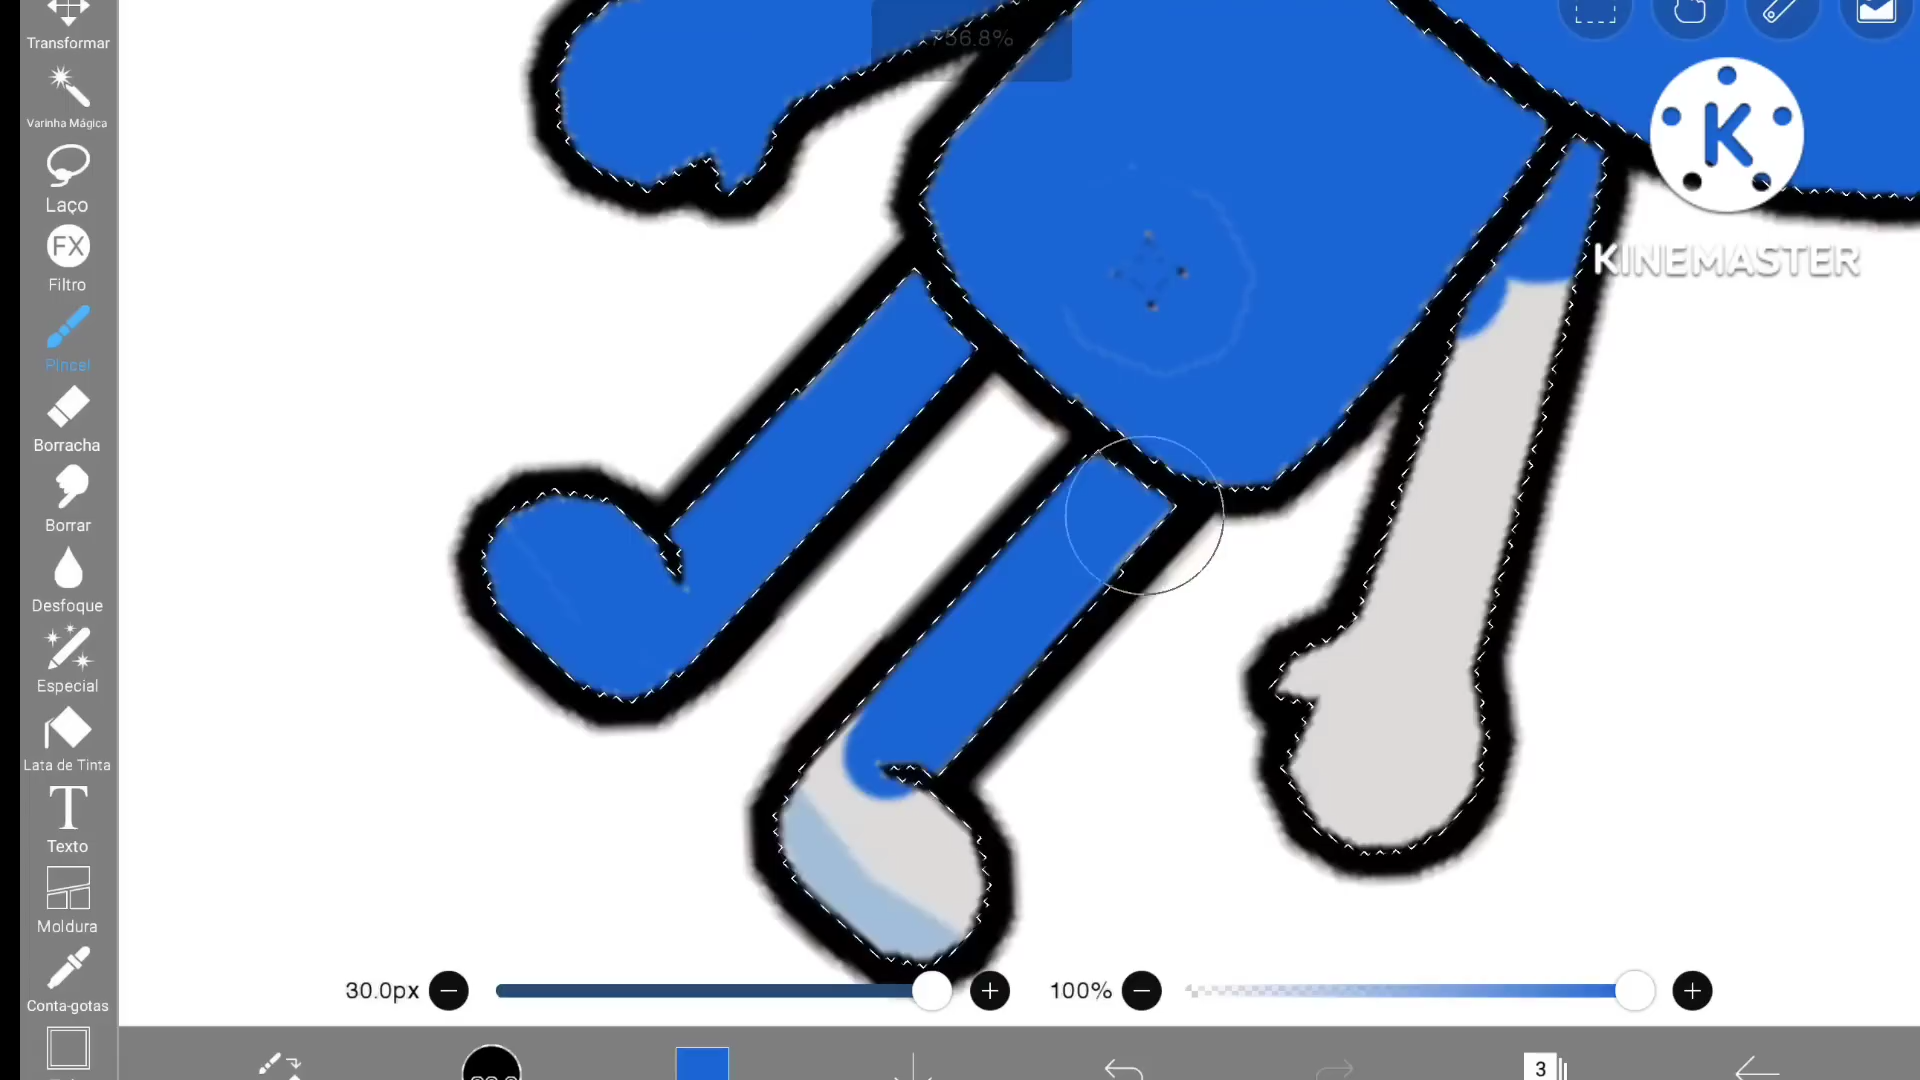 Transformar
756.8%
Varinha Mágica
Laço
FX
Filtro
K
KINEMASTER
Pincel
Borracha
Borrar
Desfoque
Especial
Lata de Tinta
T
Texto
Moldura
Conta-gotas
30.0px
100%
3